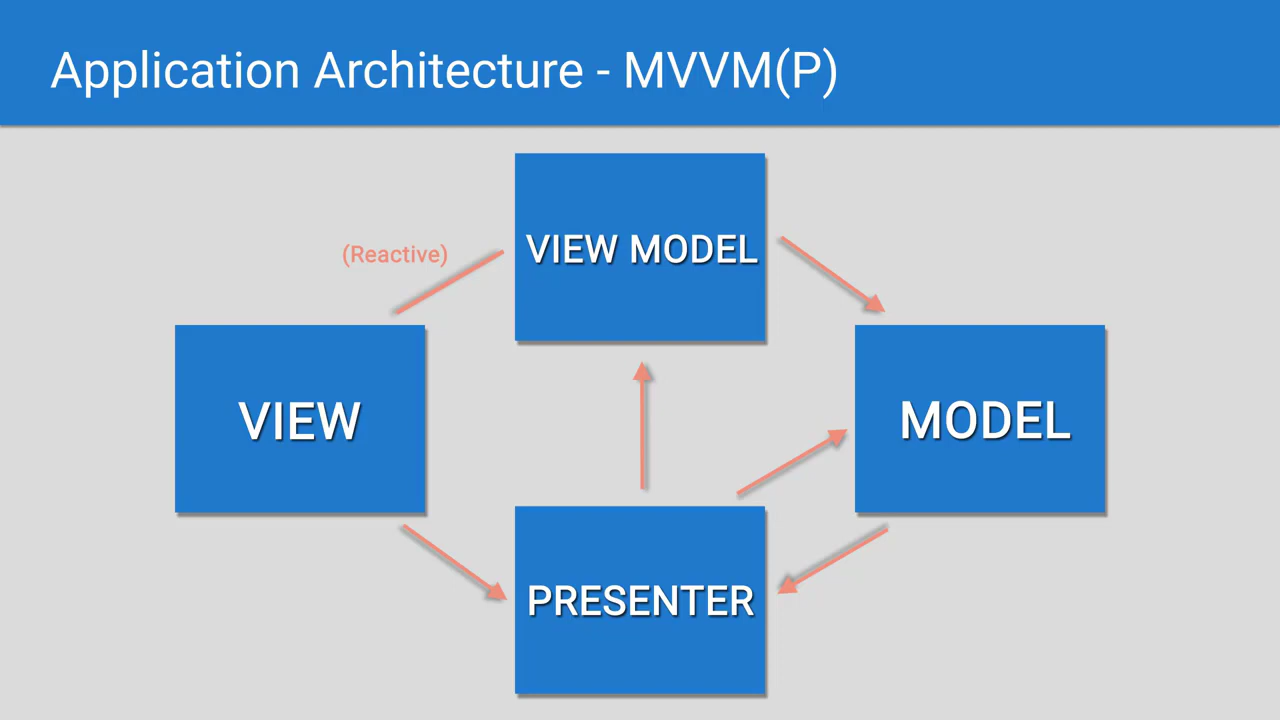 Application Architecture - MVVM(P)
VIEW MODEL
(Reactive)
VIEW
MODEL
PRESENTER